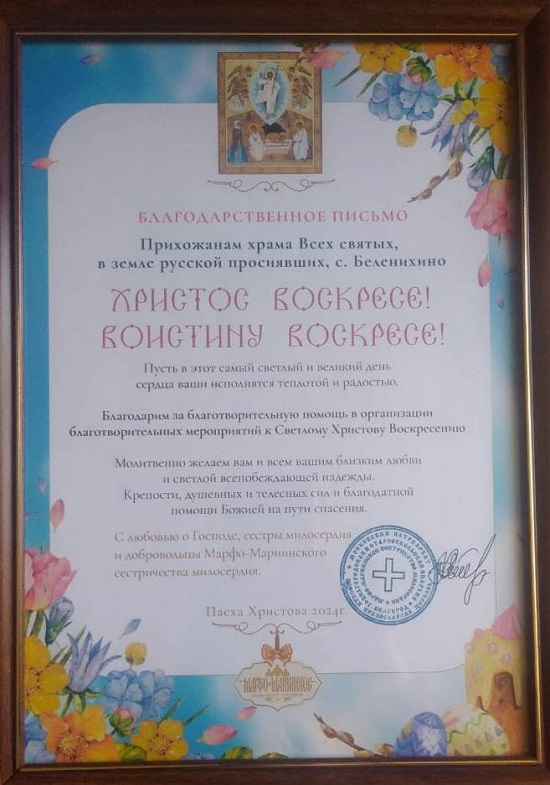 БЛАГОДАРСТВЕННОЕ ПИСЬМО
Прихожанам храма Всех святых,
в земле русской просиявших, с. Беленихино
ХРИСТОС ВОСКРЕСЕ!
ВОИСТИНУ ВОСКРЕСЕ!
Пусть в этот самый светлый и великий день
сердца ваши исполнятся теплотой и радостью.
Благодарим за благотворительную помощь в организации
благотворительных мероприятий к Светлому Христову Воскресению
Молитвенно желаем вам и всем вашим близким любви
и светлой всепобеждающей надежды.
Крепости, душевных и телесных сил и благодатной
помощи Божией на пути спасения.
С любовью о Господе, сестры милосердия
и добровольцы Марфо-Мариинского
сестричества милосердия.
Пасха Христова 2024г.
МАРФО-МАРИИНСКОЕ